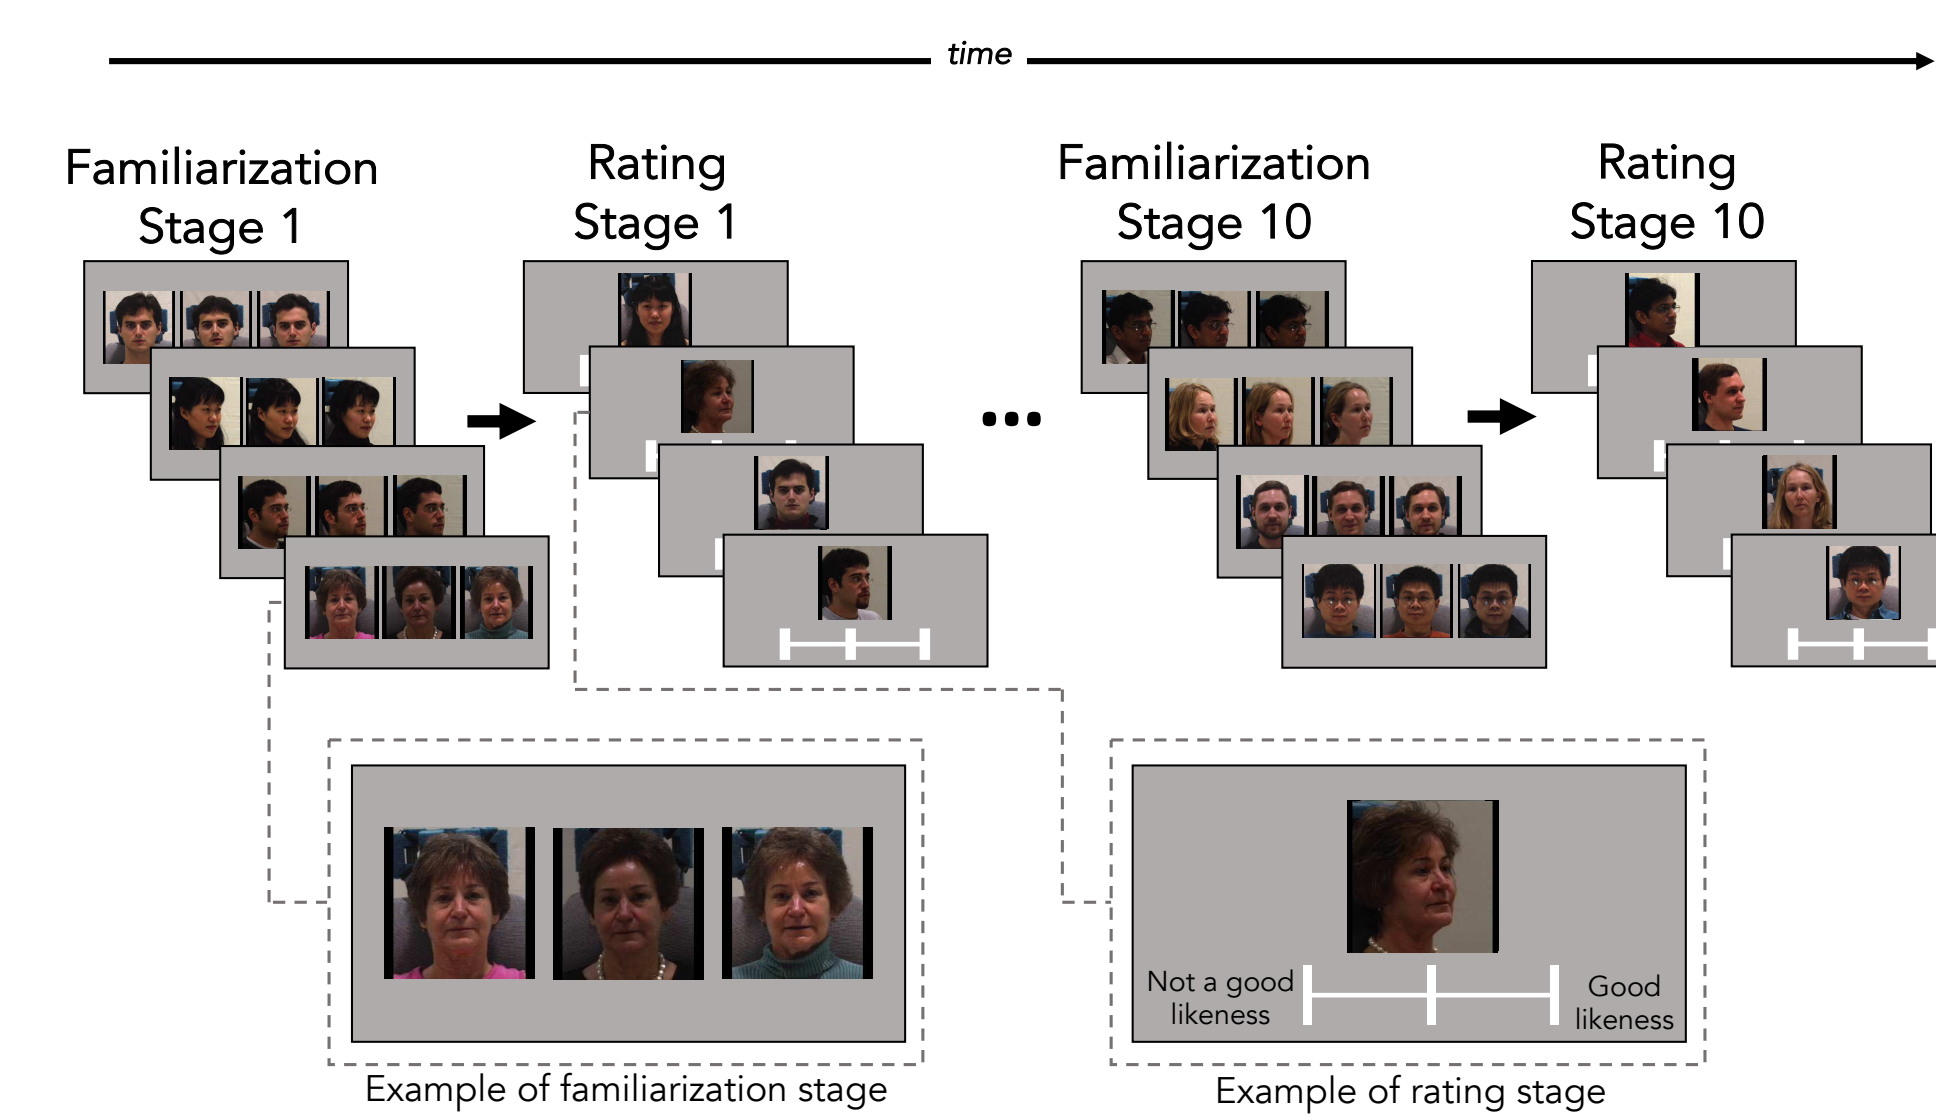 time
Familiarization
Stage 1
Rating
Stage 1
Familiarization
Stage 10
Rating
Stage 10
Not a good
likeness
Good
likeness
Example of familiarization stage
Example of rating stage